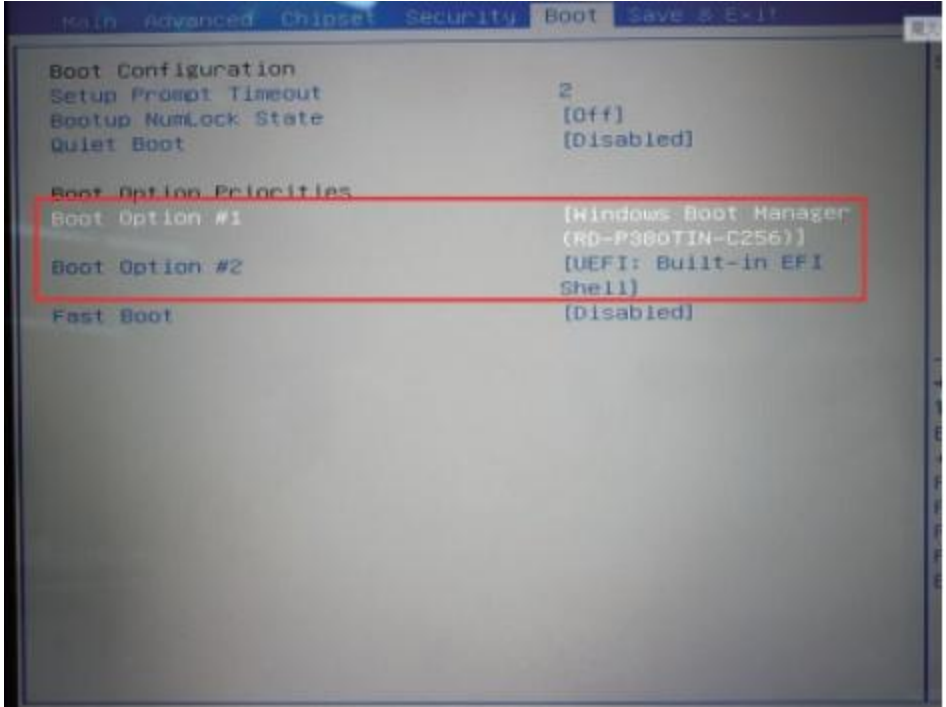 Main Advanced Chipset Security Boot Save & Exit
Boot Configuration
Setup Prompt Timeout 2
Bootup NumLock State [Off]
Quiet Boot [Disabled]
Boot Option Priorities
Boot Option #1 [Windows Boot Manager
(RD-P380TIN-C256)]
Boot Option #2 [UEFI: Built-in EFI
Shell]
Fast Boot [Disabled]